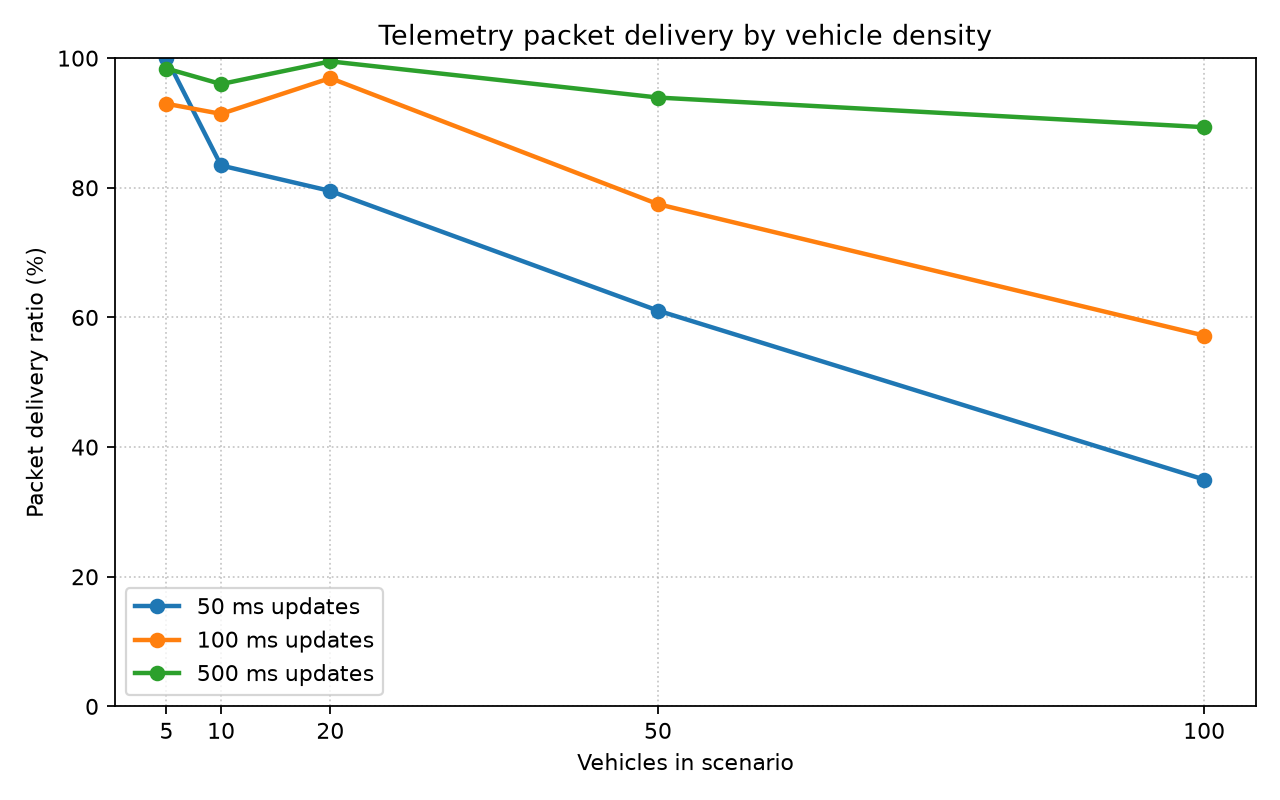 Telemetry packet delivery by vehicle density
Packet delivery ratio (%)
100
80
60
40
20
0
50 ms updates
100 ms updates
500 ms updates
5 10 20 50 100
Vehicles in scenario